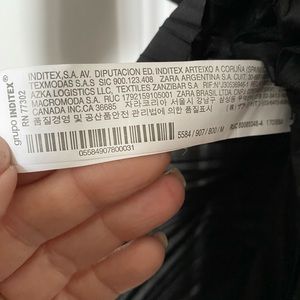 grupo INDITEX®
RN 77302
INDITEX,S.A. AV. DIPUTACION ED. INDITEX, ARTEIXO A CORUÑA
TEXMODAS S.A.S SIC 900.123.408 ZARA ARGENTINA S.A. CUIT.
AZKA LOGISTICS LLC, TEXTILES ZANZIBAR S.A.
MACROMODA S.A. RUC 1792159105001 ZARA BRASIL LTDA.
CANADA INC.CA 36685 자라코리아 서울시 강남구
품질경영 및 공산품안전 관리법에 의한 품질표시
5584 / 907 / 800 / M
05584907800031